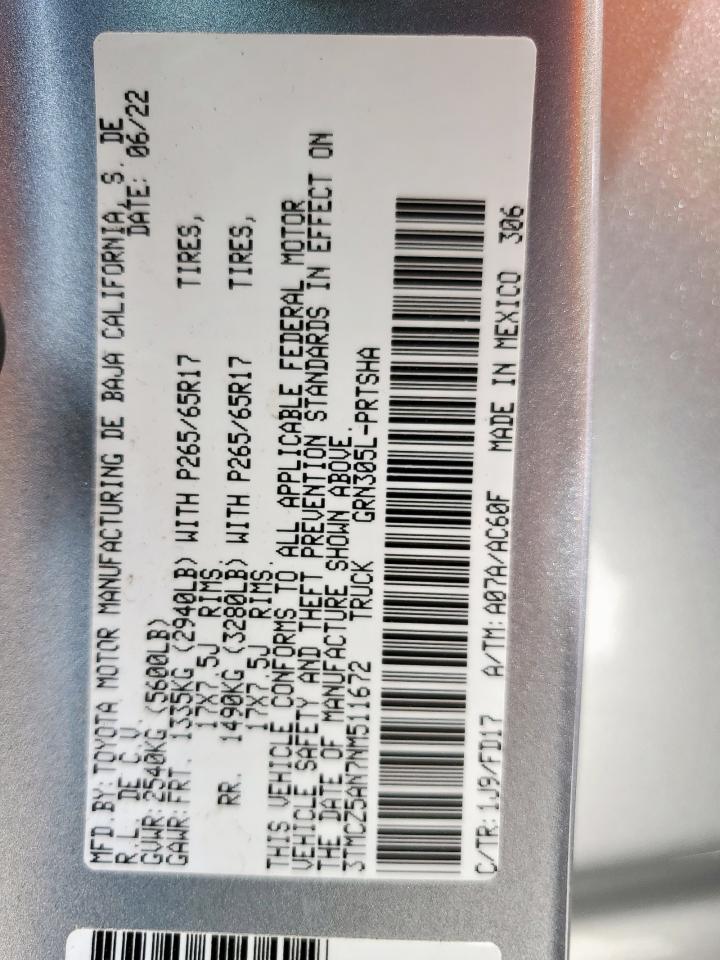 MFD.BY:TOYOTA MOTOR MANUFACTURING DE BAJA CALIFORNIA, S. DE
R.L. DE C.V. DATE: 06/22
GVWR:2540KG (5600LB)
GAWR:FRT. 1335KG (2940LB) WITH P265/65R17 TIRES,
17X7.5J RIMS.
RR. 1490KG (3280LB) WITH P265/65R17 TIRES,
17X7.5J RIMS.
THIS VEHICLE CONFORMS TO ALL APPLICABLE FEDERAL MOTOR
VEHICLE SAFETY AND THEFT PREVENTION STANDARDS IN EFFECT ON
THE DATE OF MANUFACTURE SHOWN ABOVE.
3TMCZ5AN7NM511672 TRUCK GRN305L-PRTSHA
C/TR:1J9/FD17 A/TM:A07A/AC60F MADE IN MEXICO 306